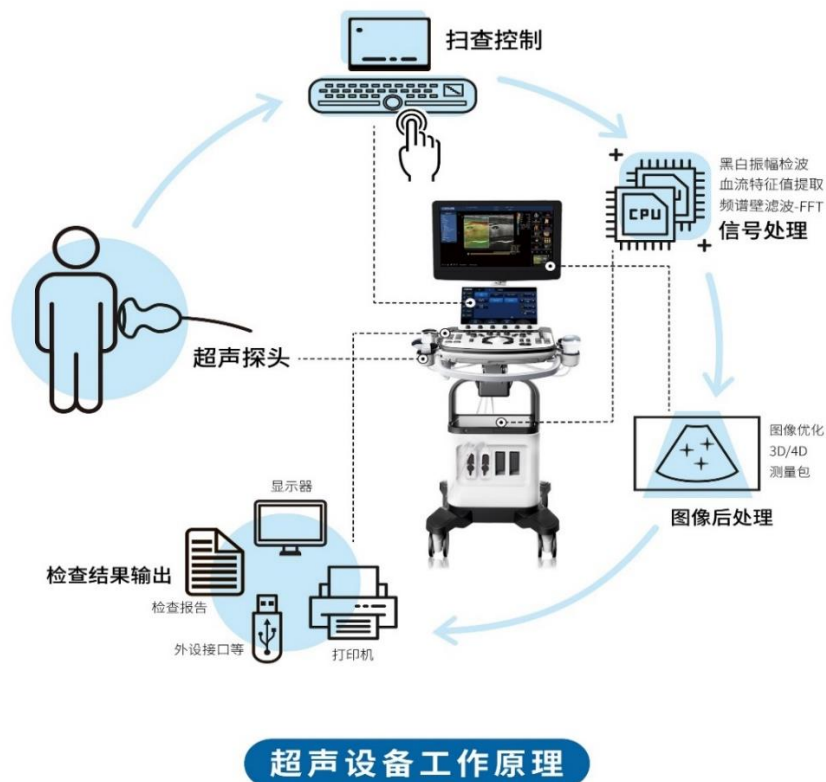 扫查控制
黑白振幅检波
血流特征值提取
频谱壁滤波-FFT
CPU
信号处理
超声探头
图像优化
3D/4D
测量包
图像后处理
显示器
检查结果输出
检查报告
外设接口等
打印机
超声设备工作原理